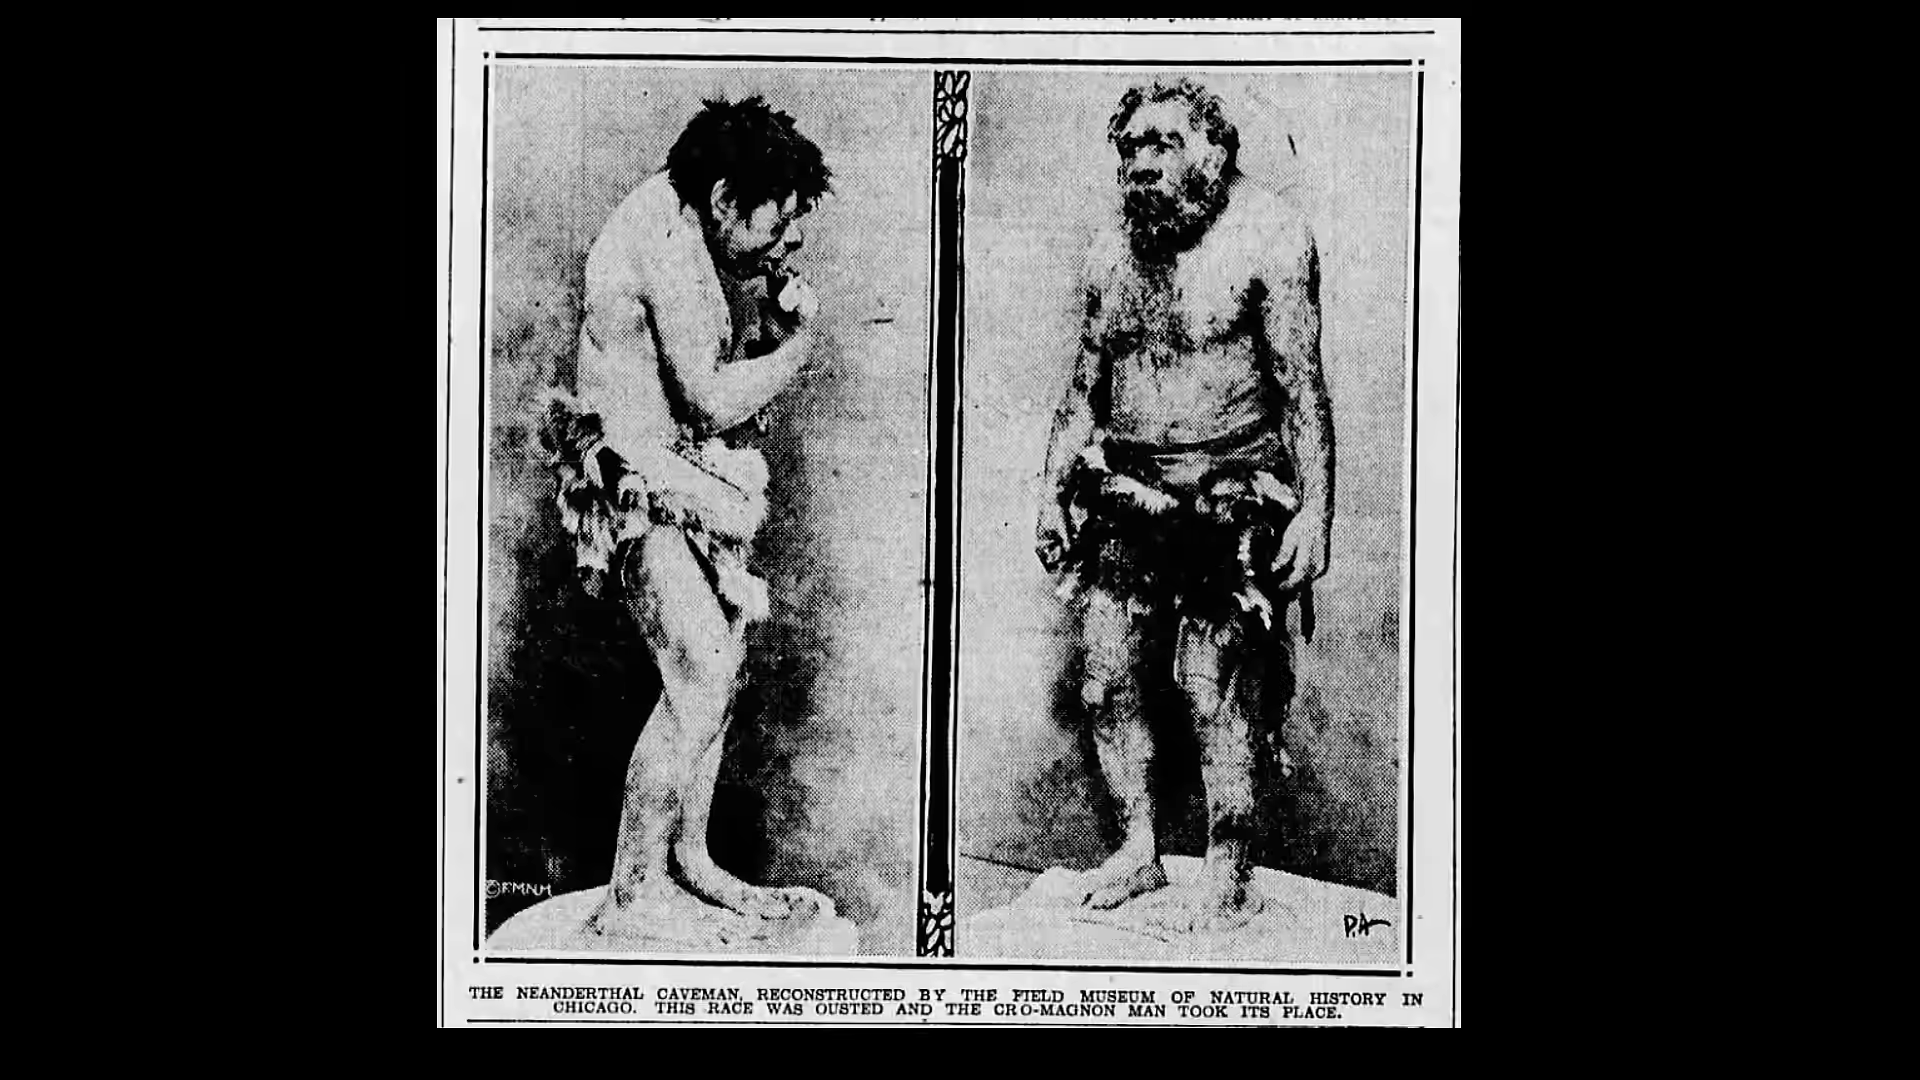 ©FMNH
P.A
THE NEANDERTHAL CAVEMAN, RECONSTRUCTED BY THE FIELD MUSEUM OF NATURAL HISTORY IN
CHICAGO. THIS RACE WAS OUSTED AND THE CRO-MAGNON MAN TOOK ITS PLACE.